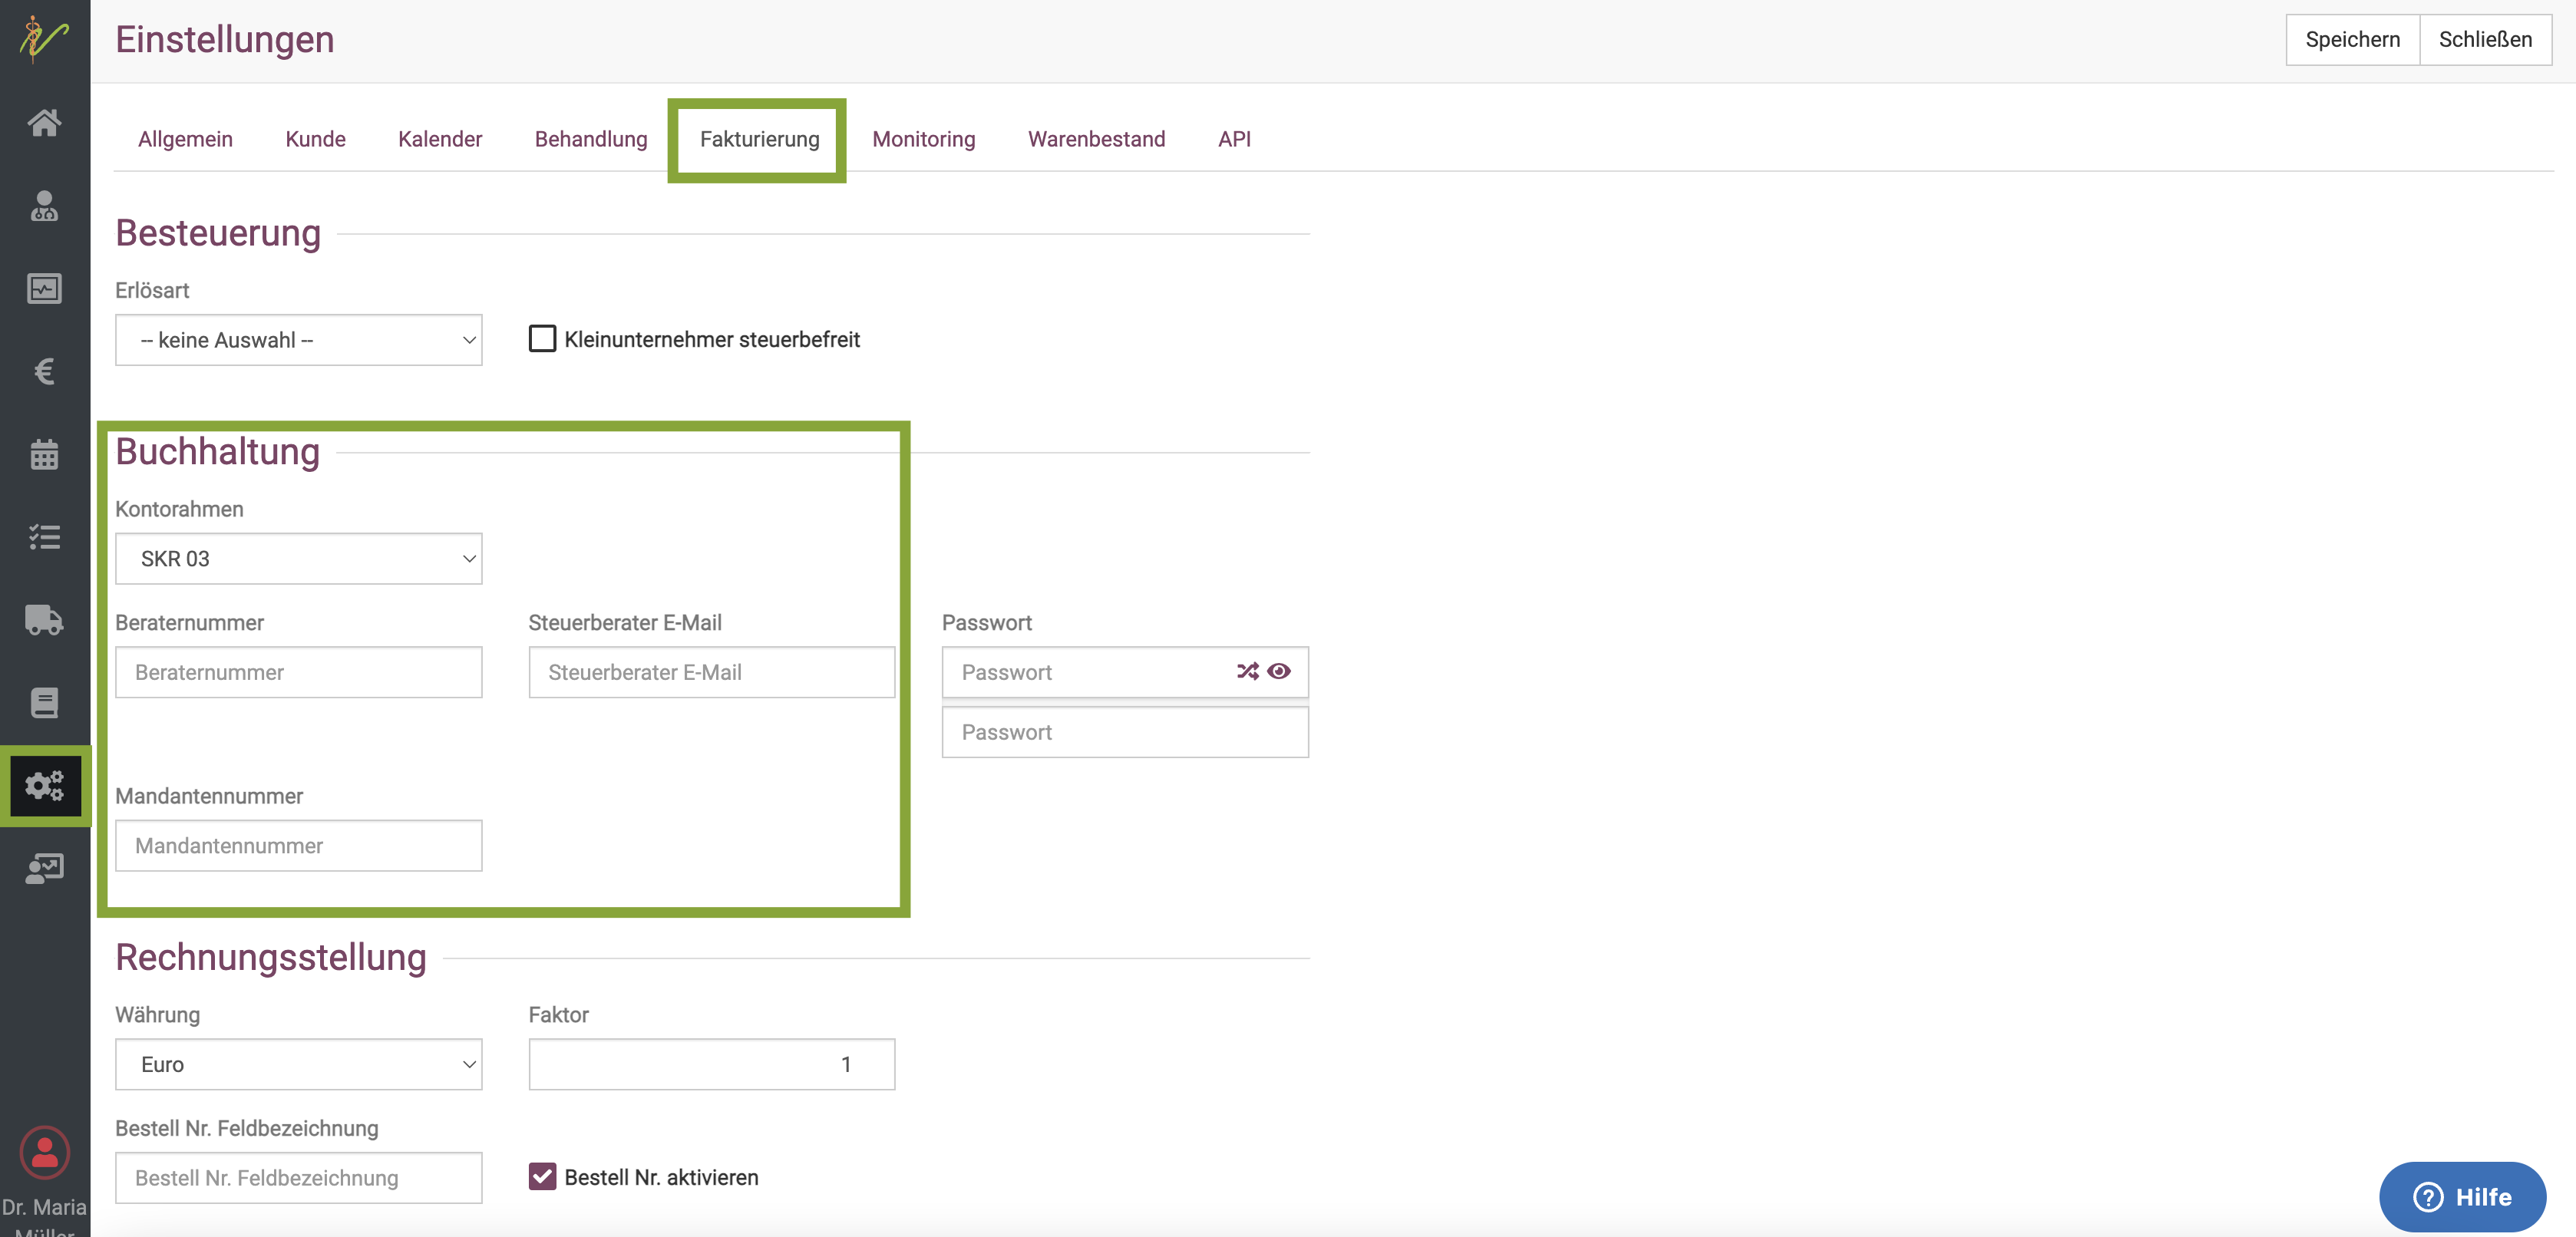 Einstellungen
Speichern
Schließen
Allgemein
Kunde
Kalender
Behandlung
Fakturierung
Monitoring
Warenbestand
API
Besteuerung
Erlösart
-- keine Auswahl --
Kleinunternehmer steuerbefreit
Buchhaltung
Kontorahmen
SKR 03
Beraternummer
Steuerberater E-Mail
Passwort
Beraternummer
Steuerberater E-Mail
Passwort
Passwort
Mandantennummer
Mandantennummer
Rechnungsstellung
Währung
Faktor
Euro
1
Bestell Nr. Feldbezeichnung
Bestell Nr. Feldbezeichnung
Bestell Nr. aktivieren
Dr. Maria
Müller
Hilfe